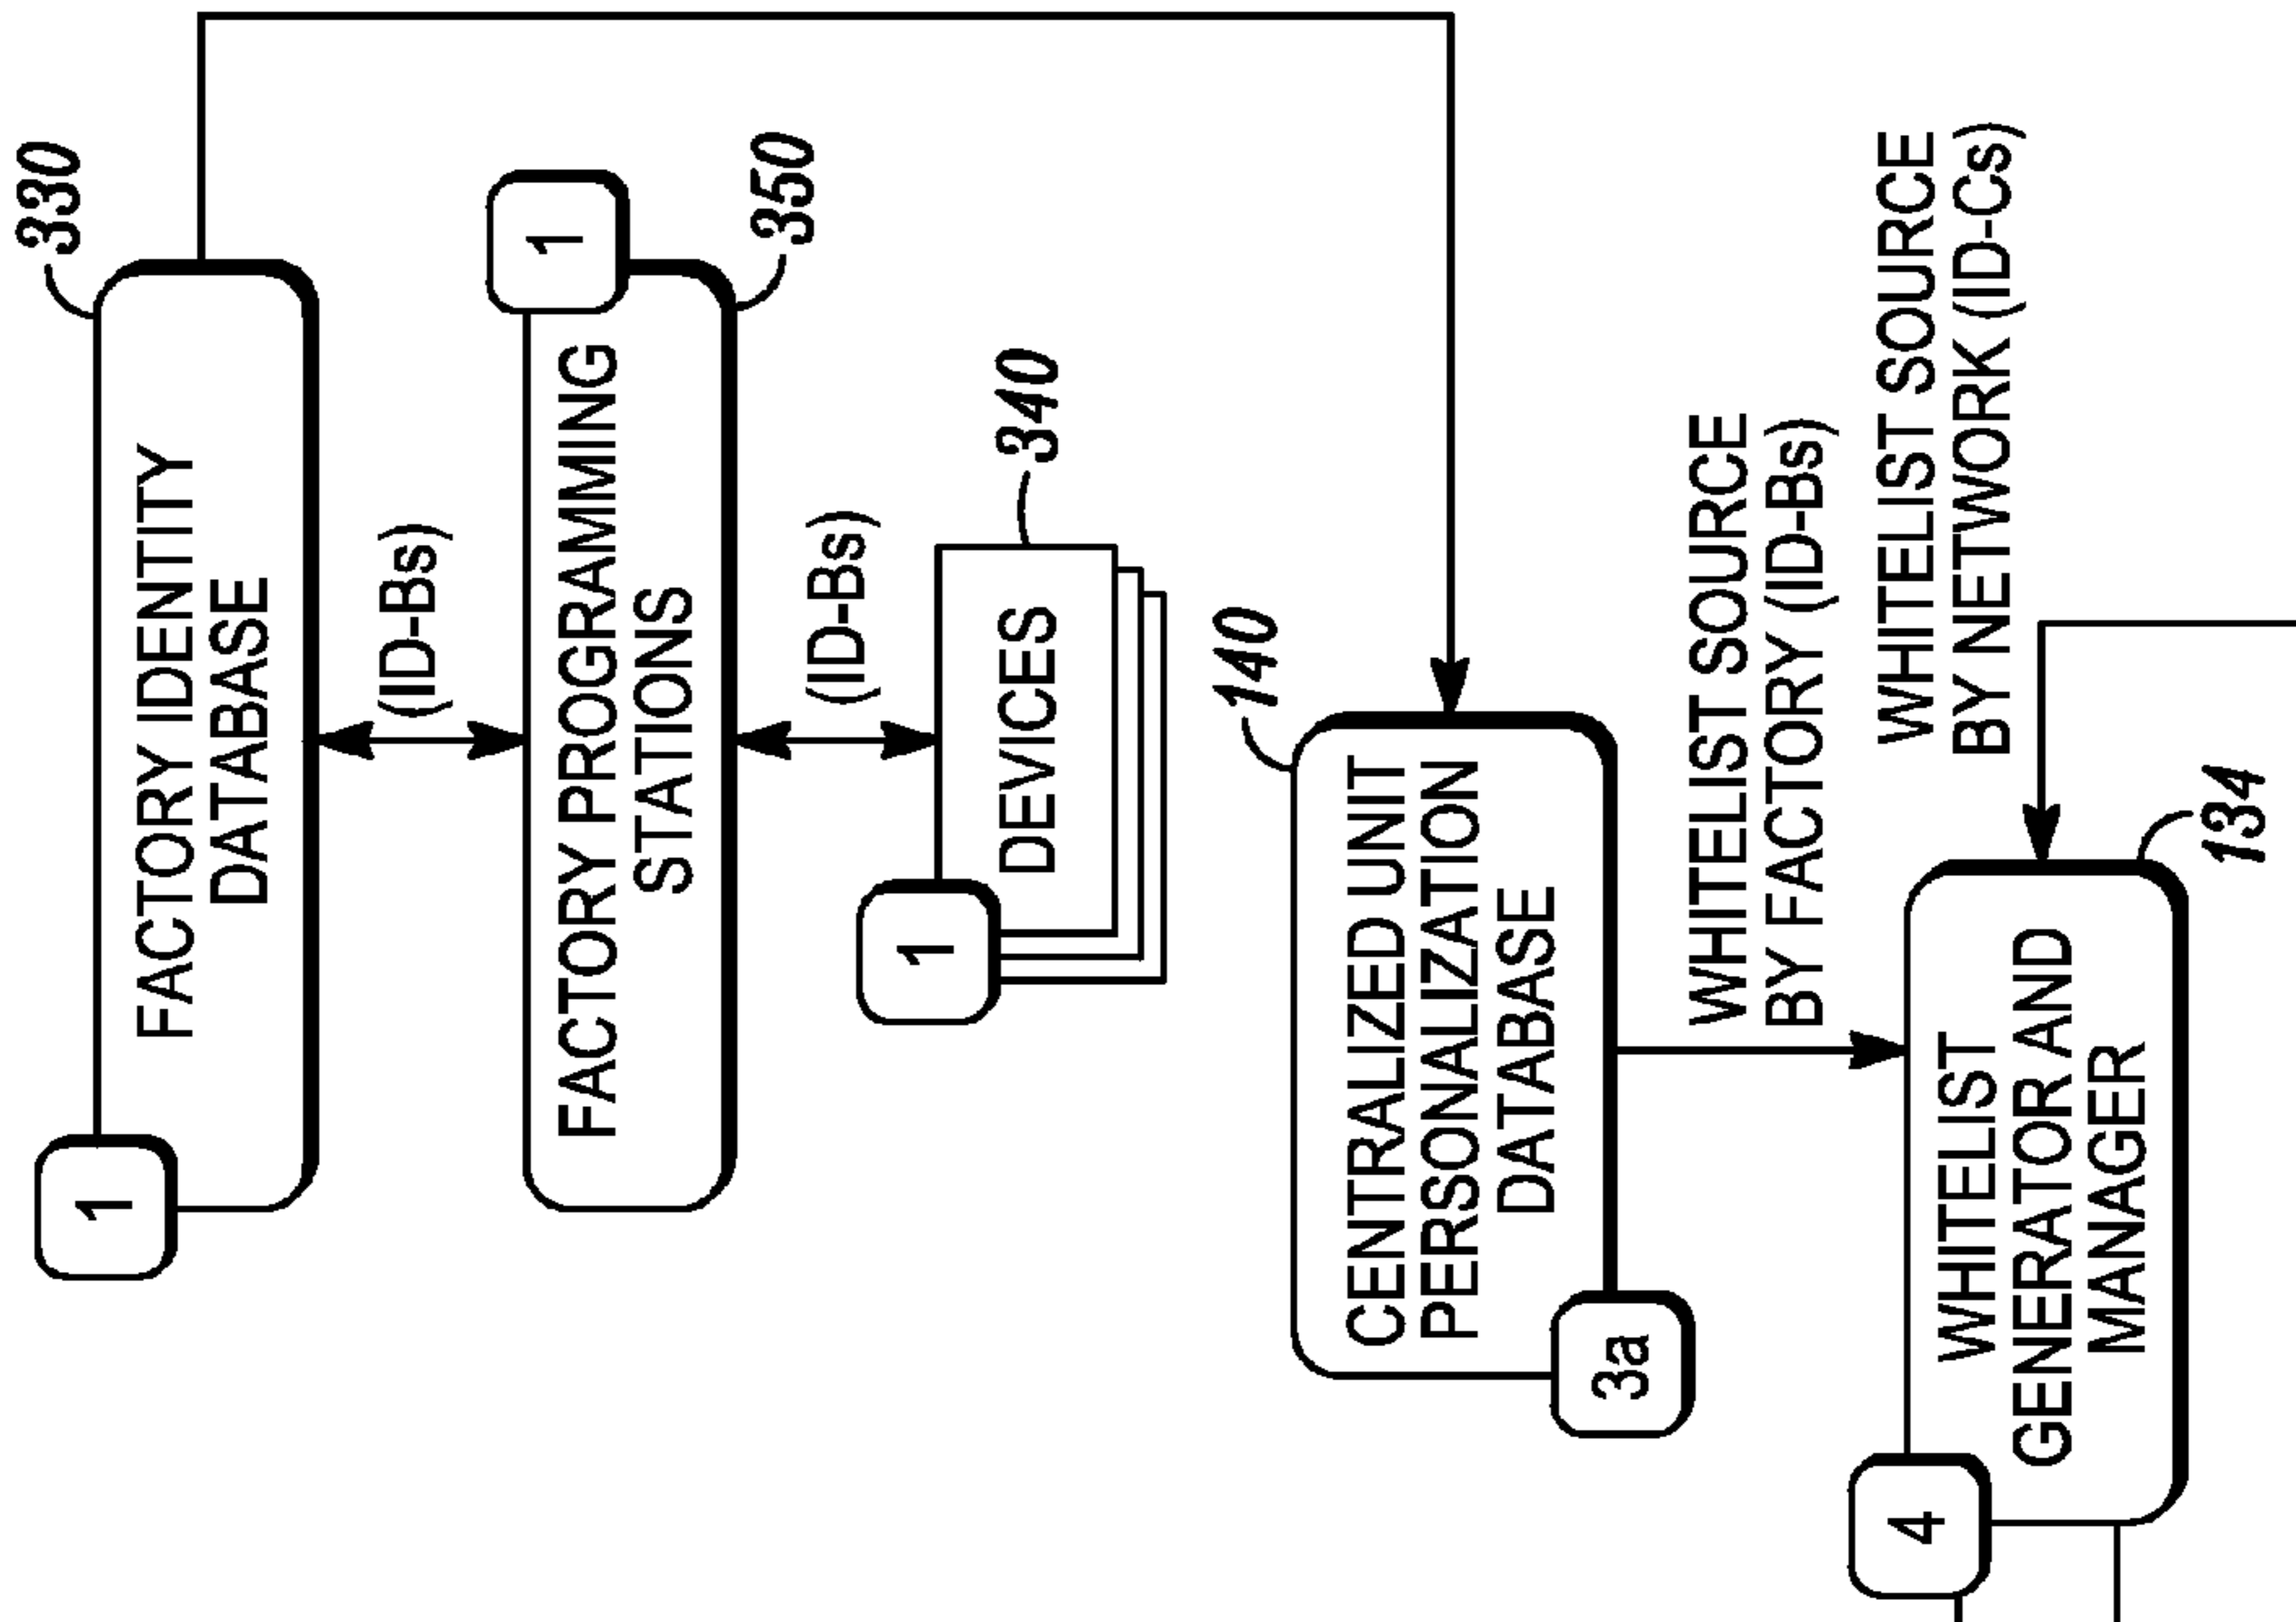 330
1
FACTORY IDENTITY
DATABASE
(ID-Bs)
1
FACTORY PROGRAMMING
STATIONS
350
(ID-Bs)
1
DEVICES
340
140
CENTRALIZED UNIT
PERSONALIZATION
DATABASE
3a
WHITELIST SOURCE
BY FACTORY (ID-Bs)
WHITELIST SOURCE
BY NETWORK (ID-Cs)
4
WHITELIST
GENERATOR AND
MANAGER
134